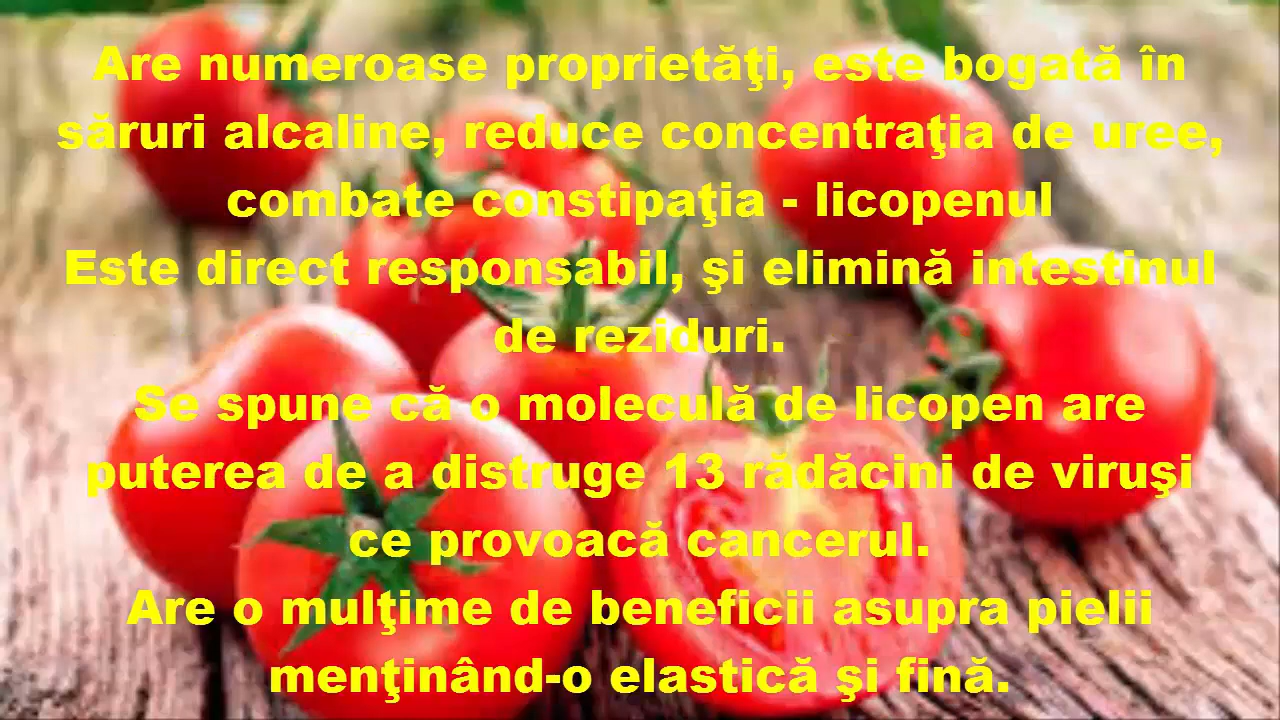 Are numeroase proprietăţi, este bogată în
săruri alcaline, reduce concentraţia de uree,
combate constipaţia - licopenul
Este direct responsabil, şi elimină intestinul
de reziduri.
Se spune că o moleculă de licopen are
puterea de a distruge 13 rădăcini de viruşi
ce provoacă cancerul.
Are o mulţime de beneficii asupra pielii
menţinând-o elastică şi fină.